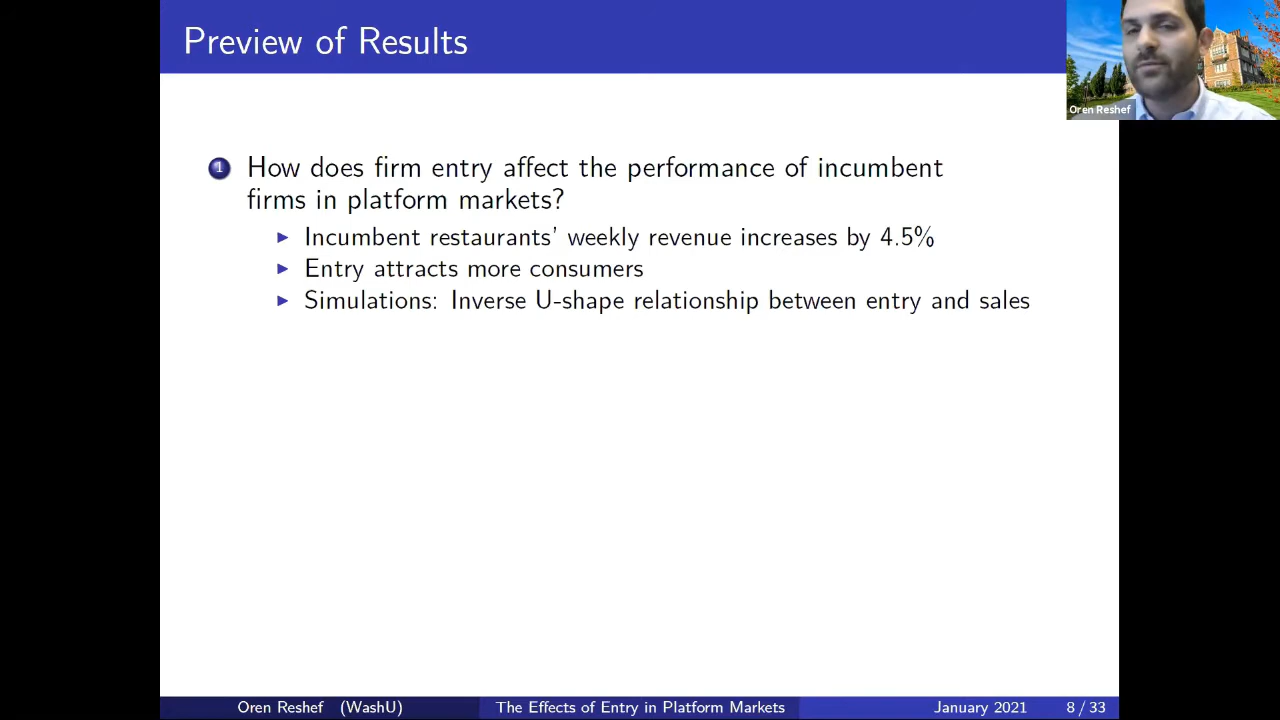 Preview of Results
Oren Reshef
1 How does firm entry affect the performance of incumbent
firms in platform markets?
▶ Incumbent restaurants' weekly revenue increases by 4.5%
▶ Entry attracts more consumers
▶ Simulations: Inverse U-shape relationship between entry and sales
Oren Reshef (WashU) The Effects of Entry in Platform Markets January 2021 8 / 33